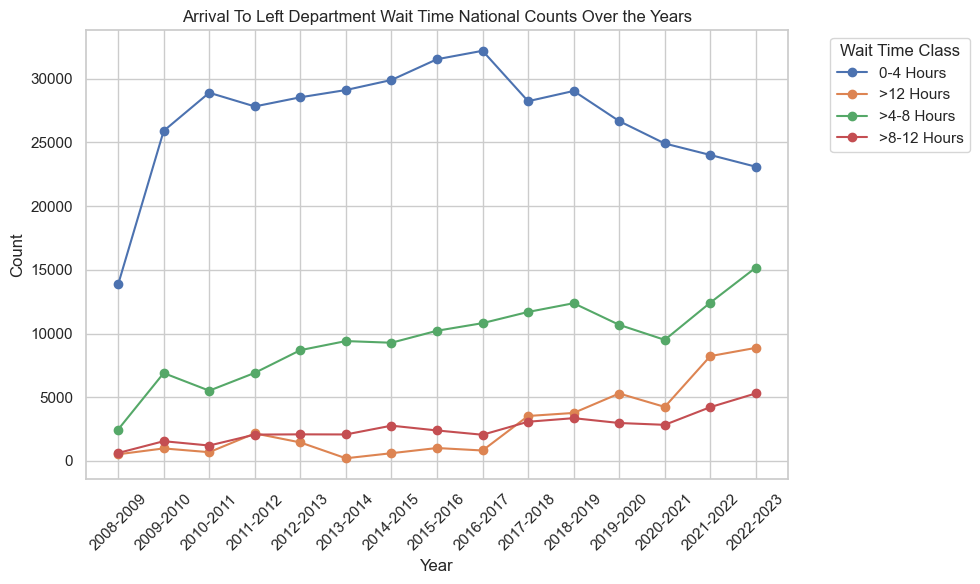 Arrival To Left Department Wait Time National Counts Over the Years
Wait Time Class
0-4 Hours
>12 Hours
>4-8 Hours
>8-12 Hours
Count
30000
25000
20000
15000
10000
5000
0
2008-2009
2009-2010
2010-2011
2011-2012
2012-2013
2013-2014
2014-2015
2015-2016
2016-2017
2017-2018
2018-2019
2019-2020
2020-2021
2021-2022
2022-2023
Year